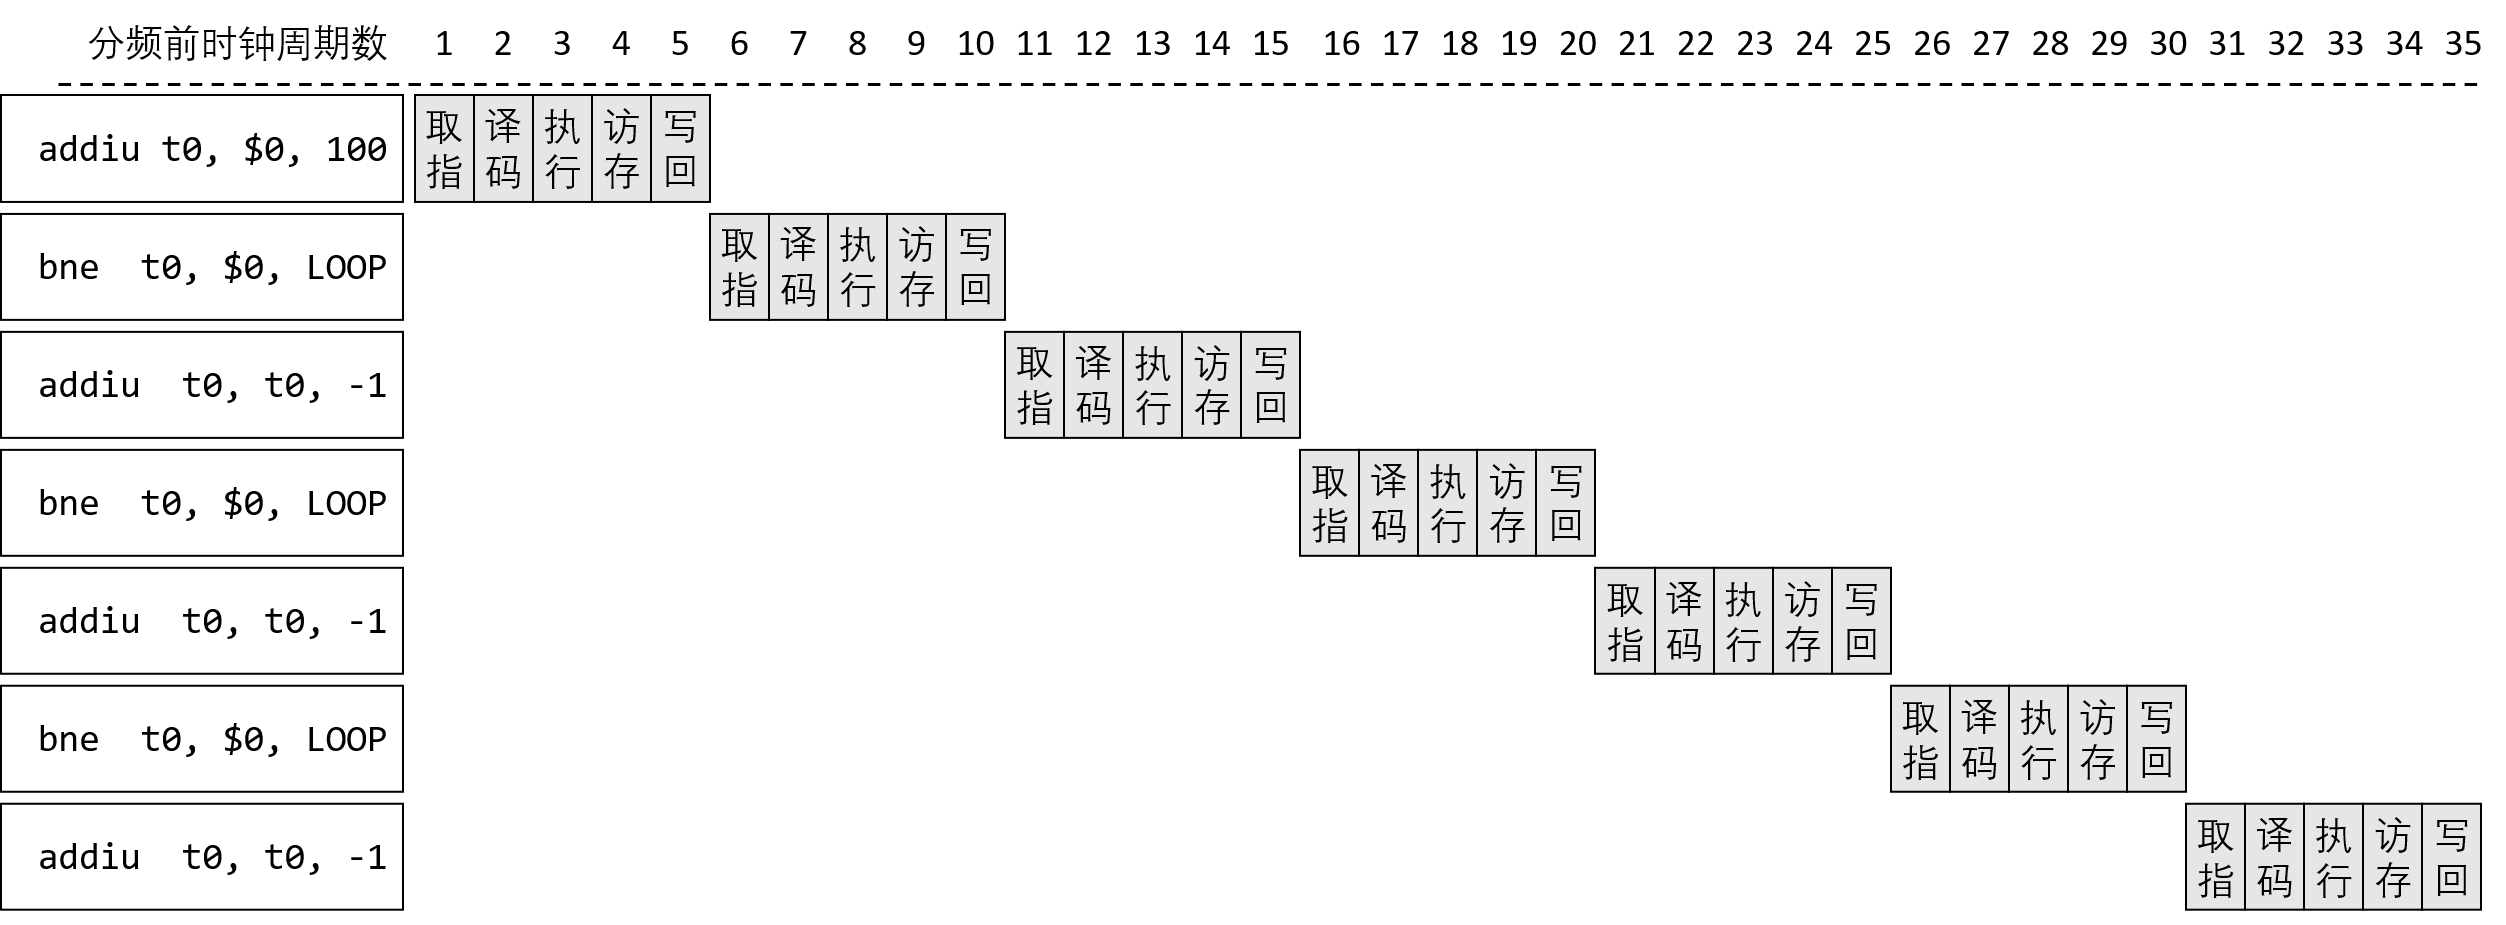 分频前时钟周期数 1 2 3 4 5 6 7 8 9 10 11 12 13 14 15 16 17 18 19 20 21 22 23 24 25 26 27 28 29 30 31 32 33 34 35
addiu t0, $0, 100 取指 译码 执行 访存 写回
bne t0, $0, LOOP 取指 译码 执行 访存 写回
addiu t0, t0, -1 取指 译码 执行 访存 写回
bne t0, $0, LOOP 取指 译码 执行 访存 写回
addiu t0, t0, -1 取指 译码 执行 访存 写回
bne t0, $0, LOOP 取指 译码 执行 访存 写回
addiu t0, t0, -1 取指 译码 执行 访存 写回